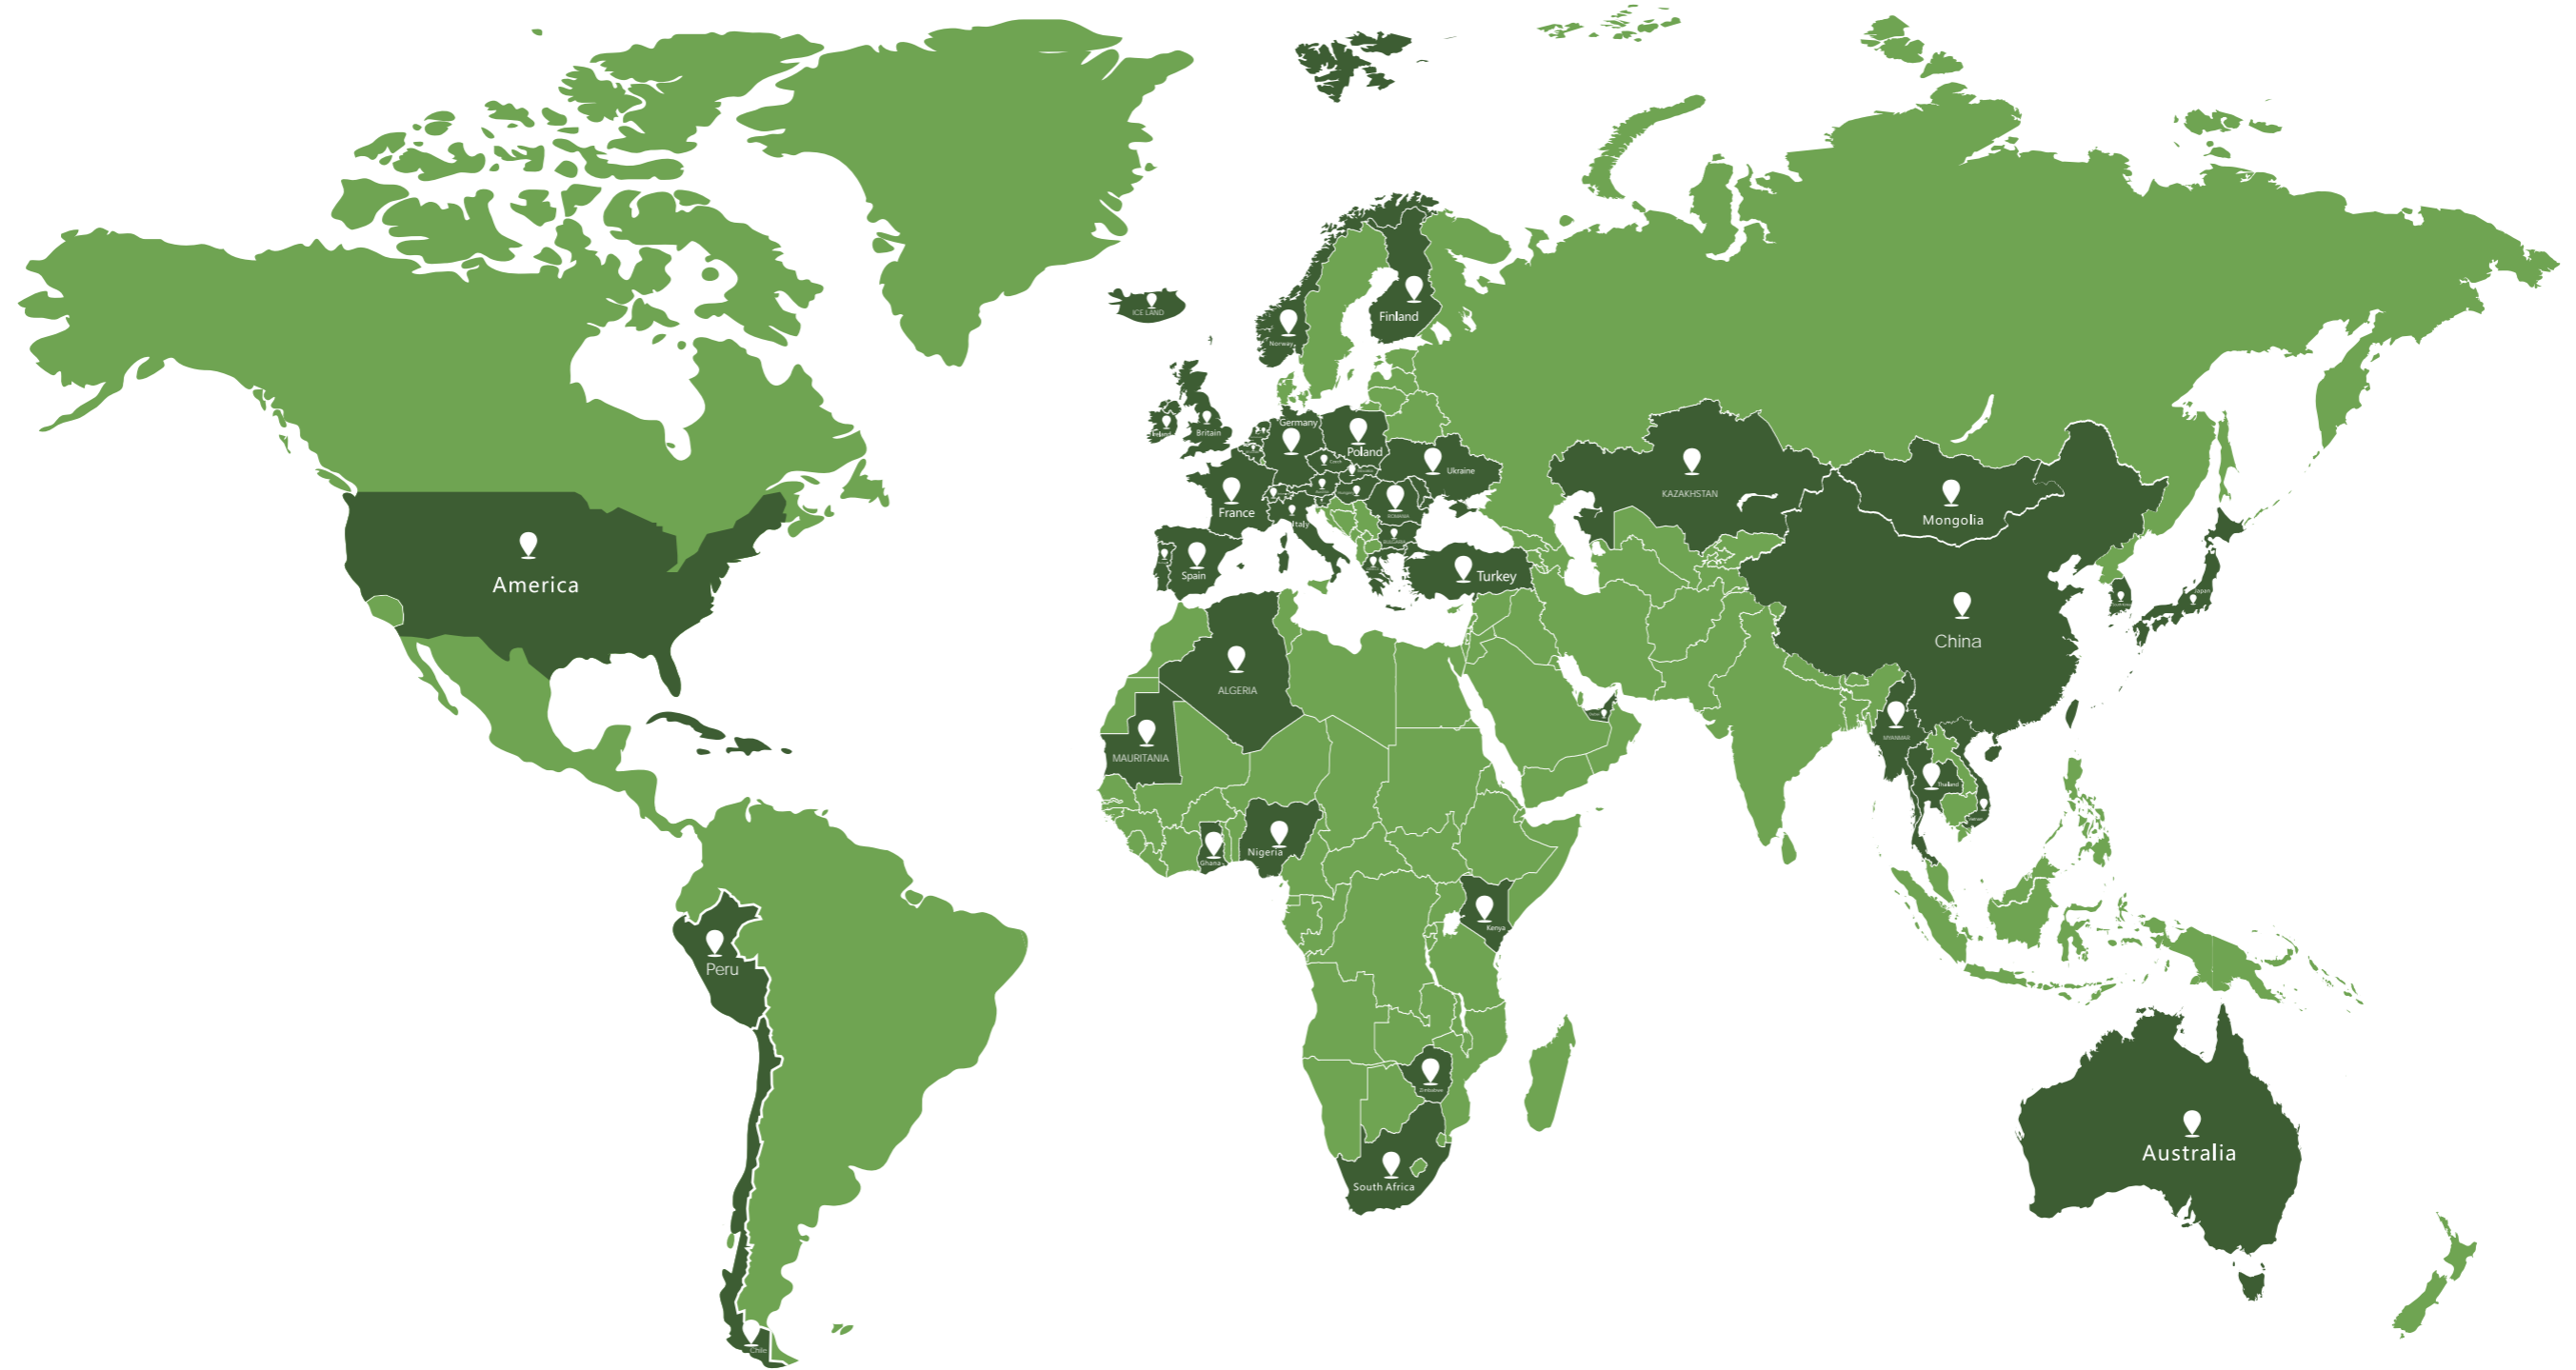 ICE LAND
Finland
Norway
Germany
Britain
Poland
Ukraine
KAZAKHSTAN
France
Mongolia
Italy
America
Spain
Turkey
Japan
China
ALGERIA
MYANMAR
MAURITANIA
Thailand
Nigeria
Ghana
Kenya
Peru
Zimbabwe
Australia
South Africa
Chile